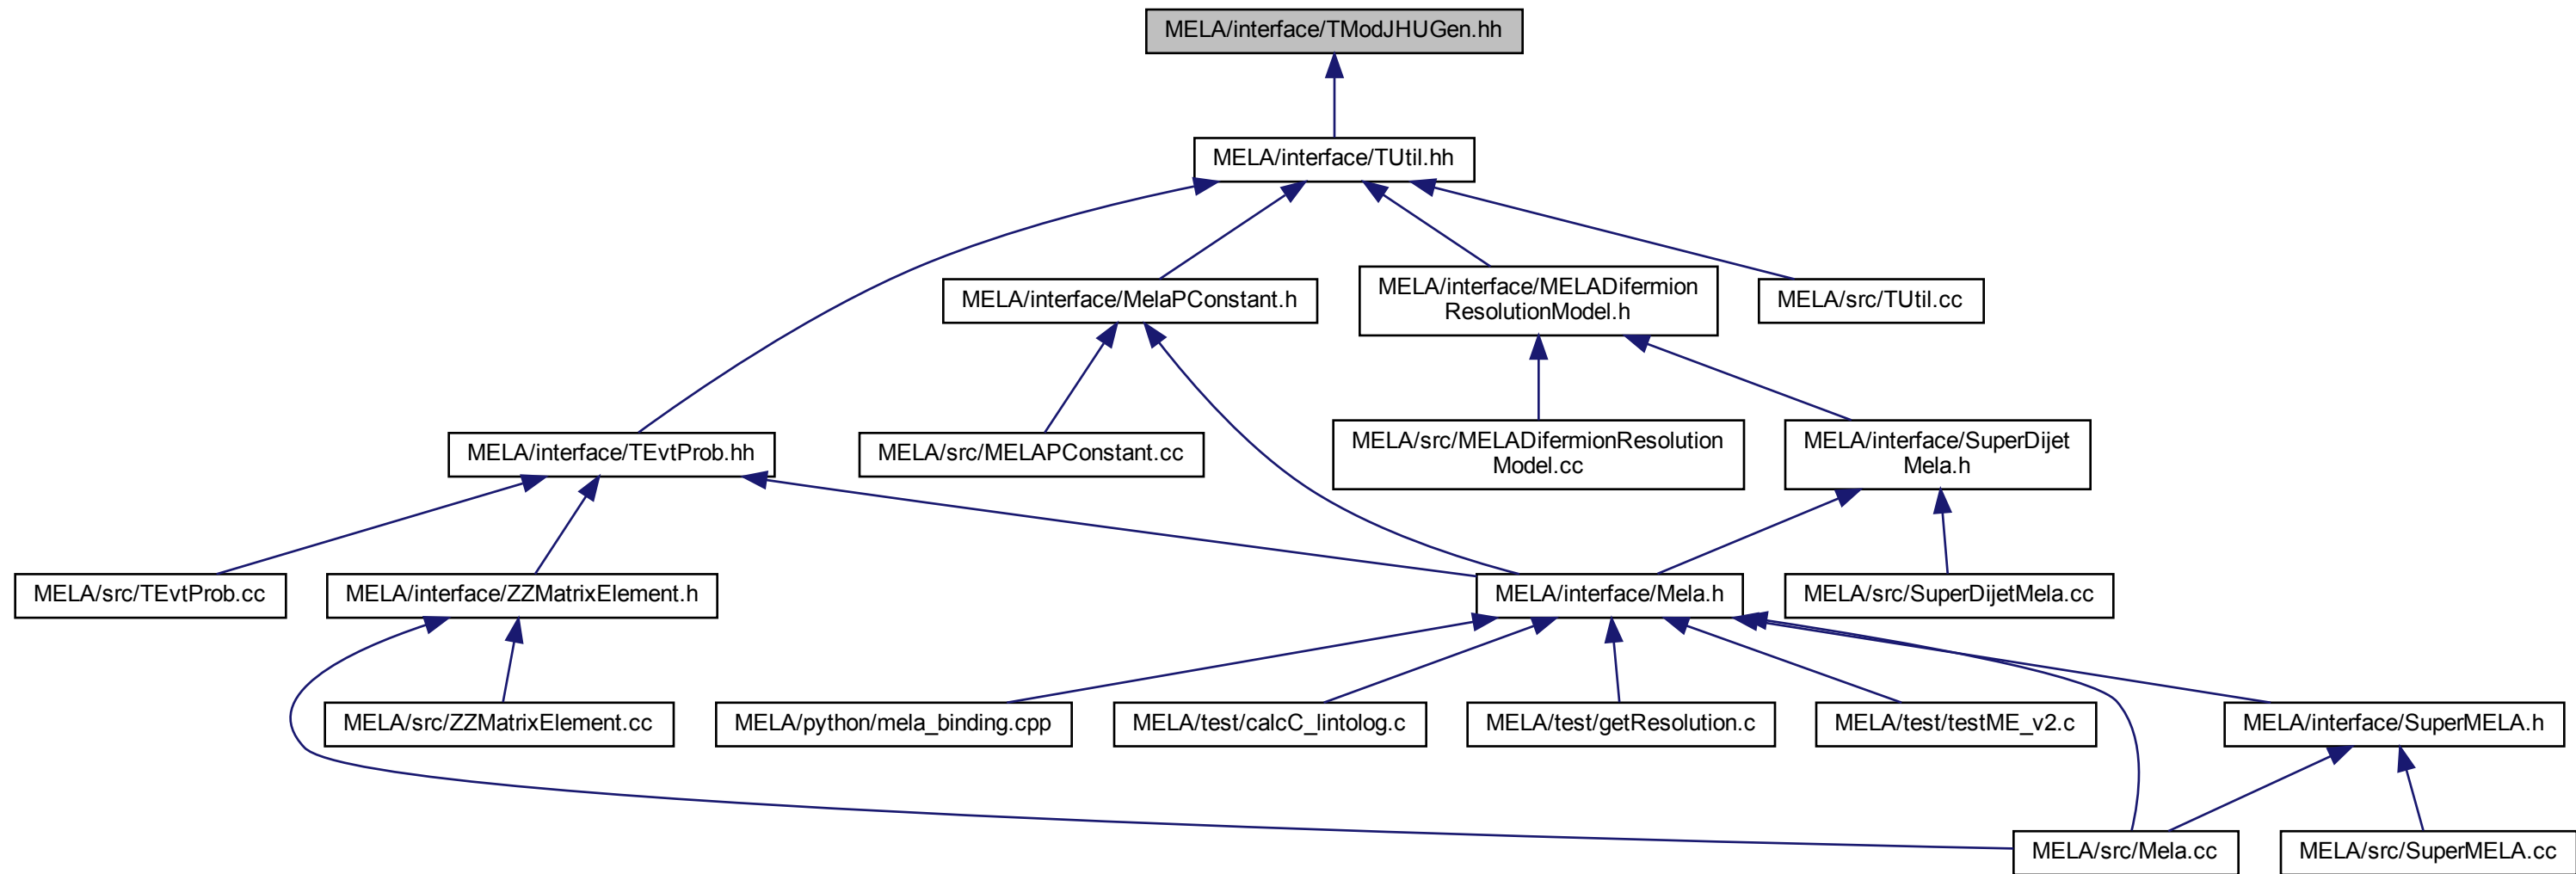 MELA/interface/TModJHUGen.hh
MELA/interface/TUtil.hh
MELA/interface/MelaPConstant.h
MELA/interface/MELADifermion
ResolutionModel.h
MELA/src/TUtil.cc
MELA/interface/TEvtProb.hh
MELA/src/MELAPConstant.cc
MELA/src/MELADifermionResolution
Model.cc
MELA/interface/SuperDijet
Mela.h
MELA/src/TEvtProb.cc
MELA/interface/ZZMatrixElement.h
MELA/interface/Mela.h
MELA/src/SuperDijetMela.cc
MELA/src/ZZMatrixElement.cc
MELA/python/mela_binding.cpp
MELA/test/calcC_lintolog.c
MELA/test/getResolution.c
MELA/test/testME_v2.c
MELA/interface/SuperMELA.h
MELA/src/Mela.cc
MELA/src/SuperMELA.cc